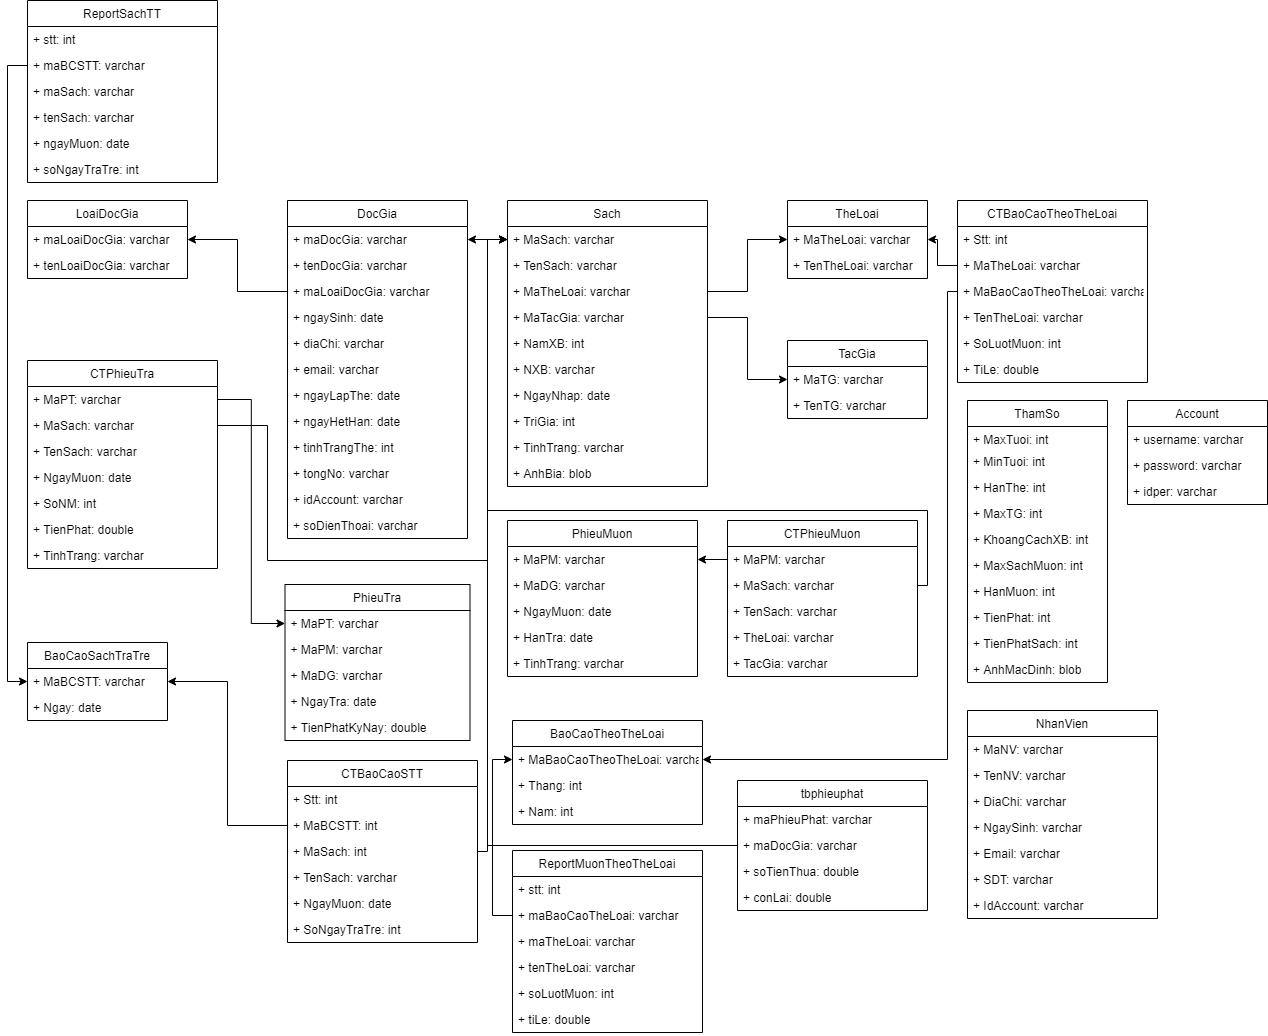 ReportSachTT
+ stt: int
+ maBCSTT: varchar
+ maSach: varchar
+ tenSach: varchar
+ ngayMuon: date
+ soNgayTraTre: int
LoaiDocGia
+ maLoaiDocGia: varchar
+ tenLoaiDocGia: varchar
DocGia
+ maDocGia: varchar
+ tenDocGia: varchar
+ maLoaiDocGia: varchar
+ ngaySinh: date
+ diaChi: varchar
+ email: varchar
+ ngayLapThe: date
+ ngayHetHan: date
+ tinhTrangThe: int
+ tongNo: varchar
+ idAccount: varchar
+ soDienThoai: varchar
Sach
+ MaSach: varchar
+ TenSach: varchar
+ MaTheLoai: varchar
+ MaTacGia: varchar
+ NamXB: int
+ NXB: varchar
+ NgayNhap: date
+ TriGia: int
+ TinhTrang: varchar
+ AnhBia: blob
TheLoai
+ MaTheLoai: varchar
+ TenTheLoai: varchar
CTBaoCaoTheoTheLoai
+ Stt: int
+ MaTheLoai: varchar
+ MaBaoCaoTheoTheLoai: varcha
+ TenTheLoai: varchar
+ SoLuotMuon: int
+ TiLe: double
TacGia
+ MaTG: varchar
+ TenTG: varchar
CTPhieuTra
+ MaPT: varchar
+ MaSach: varchar
+ TenSach: varchar
+ NgayMuon: date
+ SoNM: int
+ TienPhat: double
+ TinhTrang: varchar
ThamSo
+ MaxTuoi: int
+ MinTuoi: int
+ HanThe: int
+ MaxTG: int
+ KhoangCachXB: int
+ MaxSachMuon: int
+ HanMuon: int
+ TienPhat: int
+ TienPhatSach: int
+ AnhMacDinh: blob
Account
+ username: varchar
+ password: varchar
+ idper: varchar
PhieuMuon
+ MaPM: varchar
+ MaDG: varchar
+ NgayMuon: date
+ HanTra: date
+ TinhTrang: varchar
CTPhieuMuon
+ MaPM: varchar
+ MaSach: varchar
+ TenSach: varchar
+ TheLoai: varchar
+ TacGia: varchar
PhieuTra
+ MaPT: varchar
+ MaPM: varchar
+ MaDG: varchar
+ NgayTra: date
+ TienPhatKyNay: double
BaoCaoSachTraTre
+ MaBCSTT: varchar
+ Ngay: date
BaoCaoTheoTheLoai
+ MaBaoCaoTheoTheLoai: varcha
+ Thang: int
+ Nam: int
NhanVien
+ MaNV: varchar
+ TenNV: varchar
+ DiaChi: varchar
+ NgaySinh: varchar
+ Email: varchar
+ SDT: varchar
+ IdAccount: varchar
CTBaoCaoSTT
+ Stt: int
+ MaBCSTT: int
+ MaSach: int
+ TenSach: varchar
+ NgayMuon: date
+ SoNgayTraTre: int
tbphieuphat
+ maPhieuPhat: varchar
+ maDocGia: varchar
+ soTienThua: double
+ conLai: double
ReportMuonTheoTheLoai
+ stt: int
+ maBaoCaoTheLoai: varchar
+ maTheLoai: varchar
+ tenTheLoai: varchar
+ soLuotMuon: int
+ tiLe: double